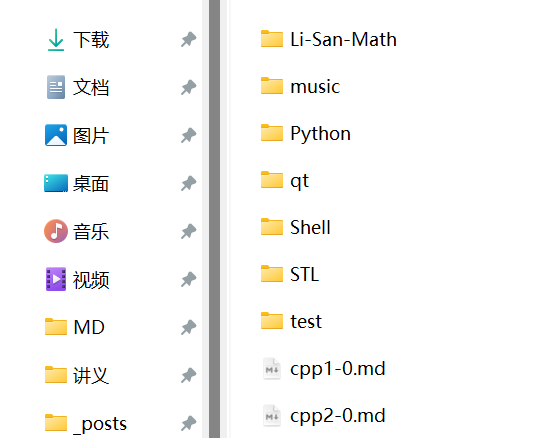 下载
文档
图片
桌面
音乐
视频
MD
讲义
_posts
Li-San-Math
music
Python
qt
Shell
STL
test
cpp1-0.md
cpp2-0.md